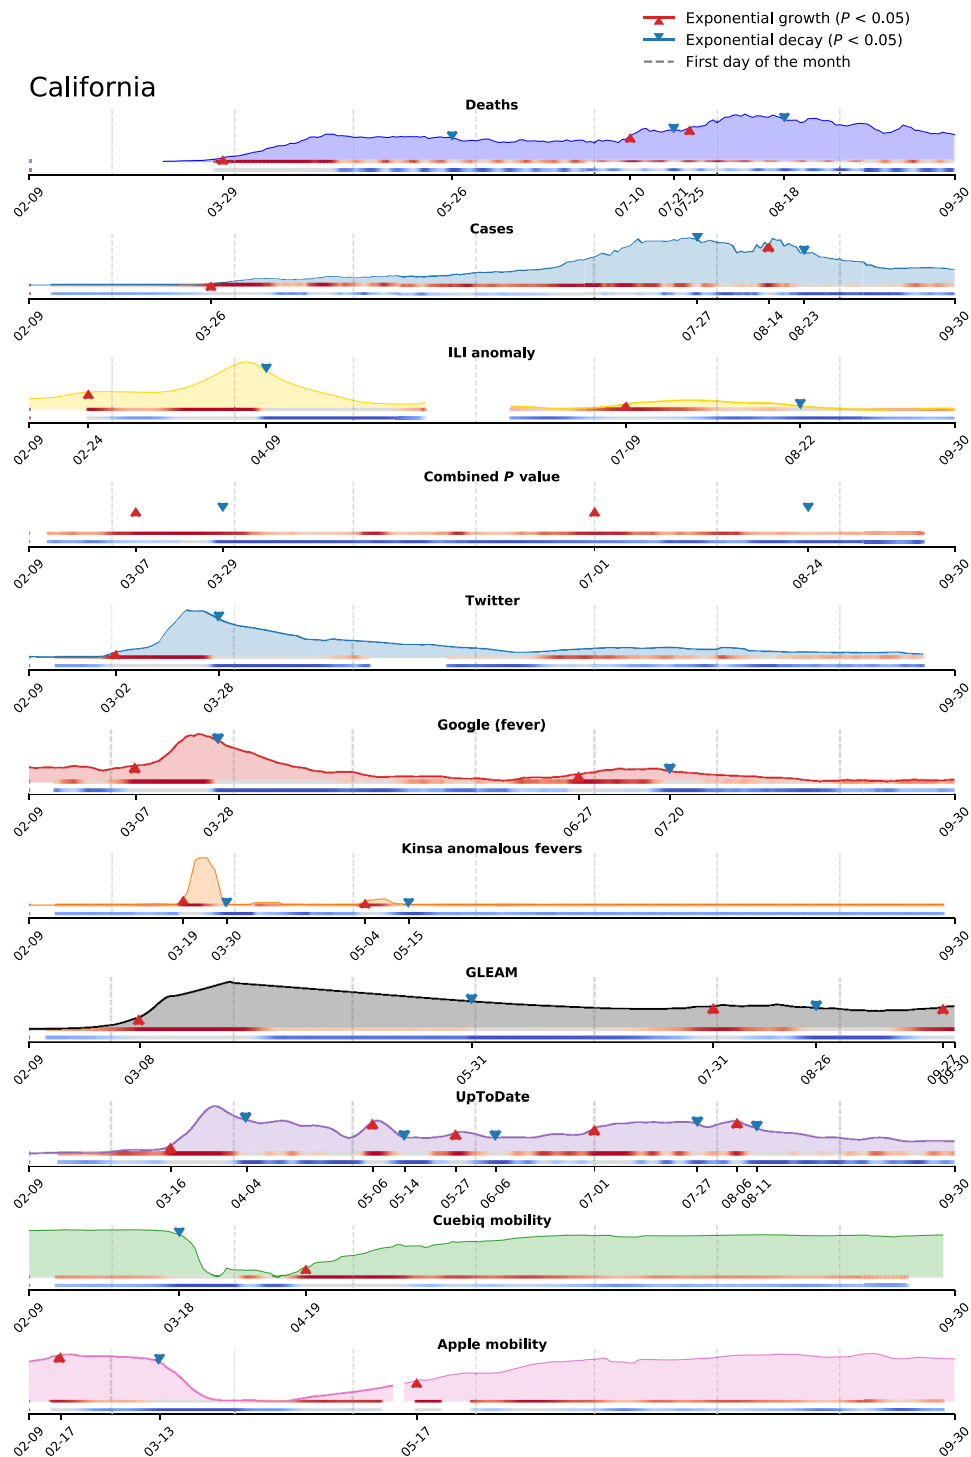 Exponential growth (P < 0.05)
Exponential decay (P < 0.05)
First day of the month
California
Deaths
02-09 03-29 05-26 07-10 07-21 07-25 08-18 09-30
Cases
02-09 03-26 07-27 08-14 08-23 09-30
ILI anomaly
02-09 02-24 04-09 07-09 08-22 09-30
Combined P value
02-09 03-07 03-29 07-01 08-24 09-30
Twitter
02-09 03-02 03-28 09-30
Google (fever)
02-09 03-07 03-28 06-27 07-20 09-30
Kinsa anomalous fevers
02-09 03-19 03-30 05-04 05-15 09-30
GLEAM
02-09 03-08 05-31 07-31 08-26 09-27 09-30
UpToDate
02-09 03-16 04-04 05-06 05-14 05-27 06-06 07-01 07-27 08-06 08-11 09-30
Cuebiq mobility
02-09 03-18 04-19 09-30
Apple mobility
02-09 02-17 03-13 05-17 09-30